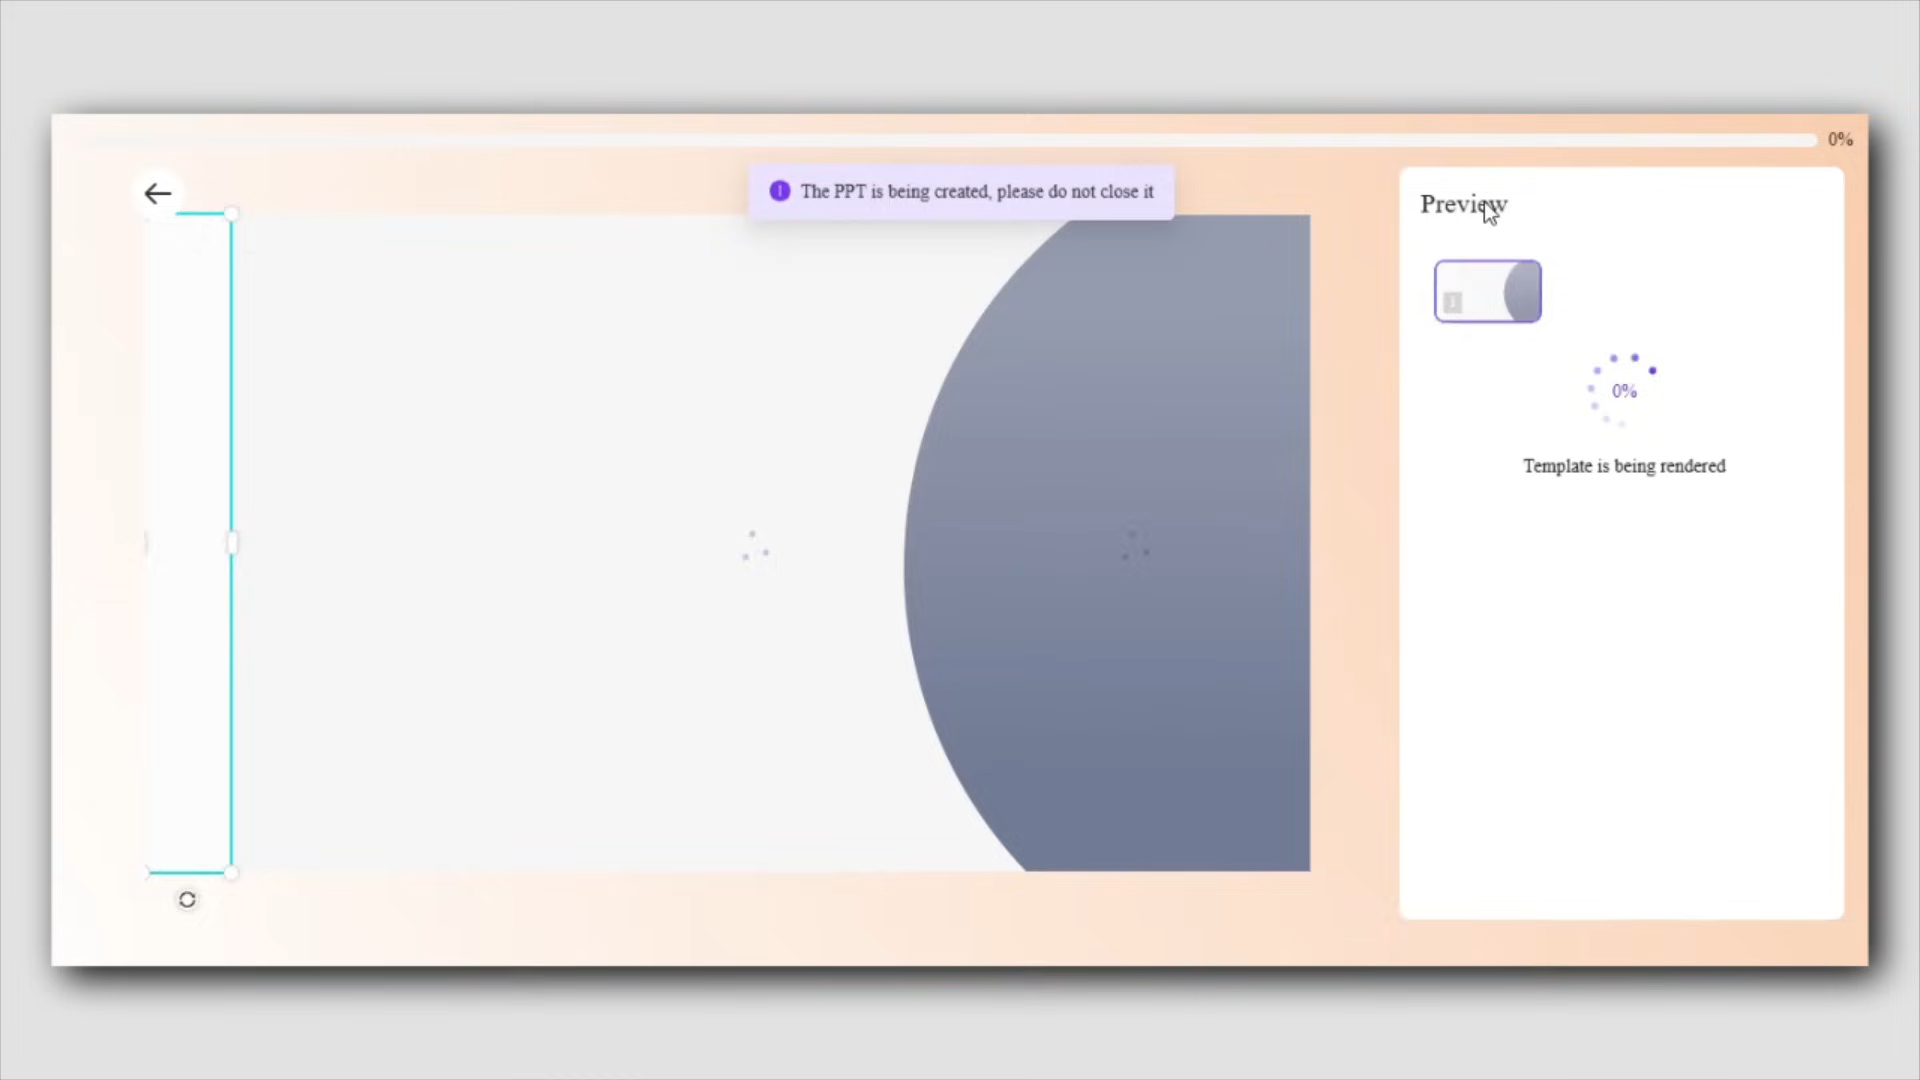 0%
The PPT is being created, please do not close it
Preview
0%
Template is being rendered